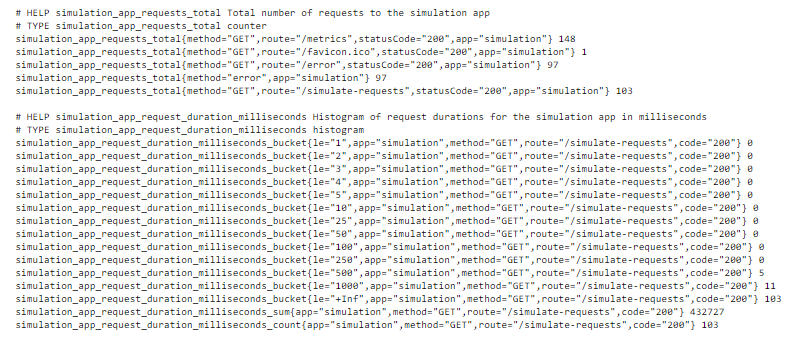 # HELP simulation_app_requests_total Total number of requests to the simulation app
# TYPE simulation_app_requests_total counter
simulation_app_requests_total{method="GET",route="/metrics",statusCode="200",app="simulation"} 148
simulation_app_requests_total{method="GET",route="/favicon.ico",statusCode="200",app="simulation"} 1
simulation_app_requests_total{method="GET",route="/error",statusCode="200",app="simulation"} 97
simulation_app_requests_total{method="error",app="simulation"} 97
simulation_app_requests_total{method="GET",route="/simulate-requests",statusCode="200",app="simulation"} 103

# HELP simulation_app_request_duration_milliseconds Histogram of request durations for the simulation app in milliseconds
# TYPE simulation_app_request_duration_milliseconds histogram
simulation_app_request_duration_milliseconds_bucket{le="1",app="simulation",method="GET",route="/simulate-requests",code="200"} 0
simulation_app_request_duration_milliseconds_bucket{le="2",app="simulation",method="GET",route="/simulate-requests",code="200"} 0
simulation_app_request_duration_milliseconds_bucket{le="3",app="simulation",method="GET",route="/simulate-requests",code="200"} 0
simulation_app_request_duration_milliseconds_bucket{le="4",app="simulation",method="GET",route="/simulate-requests",code="200"} 0
simulation_app_request_duration_milliseconds_bucket{le="5",app="simulation",method="GET",route="/simulate-requests",code="200"} 0
simulation_app_request_duration_milliseconds_bucket{le="10",app="simulation",method="GET",route="/simulate-requests",code="200"} 0
simulation_app_request_duration_milliseconds_bucket{le="25",app="simulation",method="GET",route="/simulate-requests",code="200"} 0
simulation_app_request_duration_milliseconds_bucket{le="50",app="simulation",method="GET",route="/simulate-requests",code="200"} 0
simulation_app_request_duration_milliseconds_bucket{le="100",app="simulation",method="GET",route="/simulate-requests",code="200"} 0
simulation_app_request_duration_milliseconds_bucket{le="250",app="simulation",method="GET",route="/simulate-requests",code="200"} 0
simulation_app_request_duration_milliseconds_bucket{le="500",app="simulation",method="GET",route="/simulate-requests",code="200"} 5
simulation_app_request_duration_milliseconds_bucket{le="1000",app="simulation",method="GET",route="/simulate-requests",code="200"} 11
simulation_app_request_duration_milliseconds_bucket{le="+Inf",app="simulation",method="GET",route="/simulate-requests",code="200"} 103
simulation_app_request_duration_milliseconds_sum{app="simulation",method="GET",route="/simulate-requests",code="200"} 432727
simulation_app_request_duration_milliseconds_count{app="simulation",method="GET",route="/simulate-requests",code="200"} 103